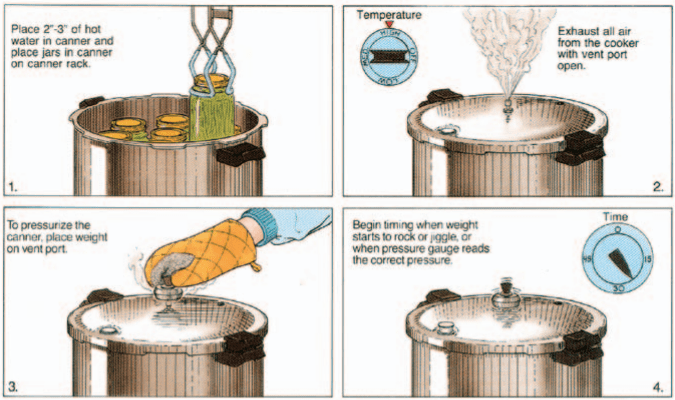 Place 2"-3" of hot
water in canner and
place jars in canner
on canner rack.
1.
Temperature
HIGH
OFF
LOW
MED
Exhaust all air
from the cooker
with vent port
open.
2.
To pressurize the
canner, place weight
on vent port.
3.
Begin timing when weight
starts to rock or jiggle, or
when pressure gauge reads
the correct pressure.
Time
0
15
30
45
4.